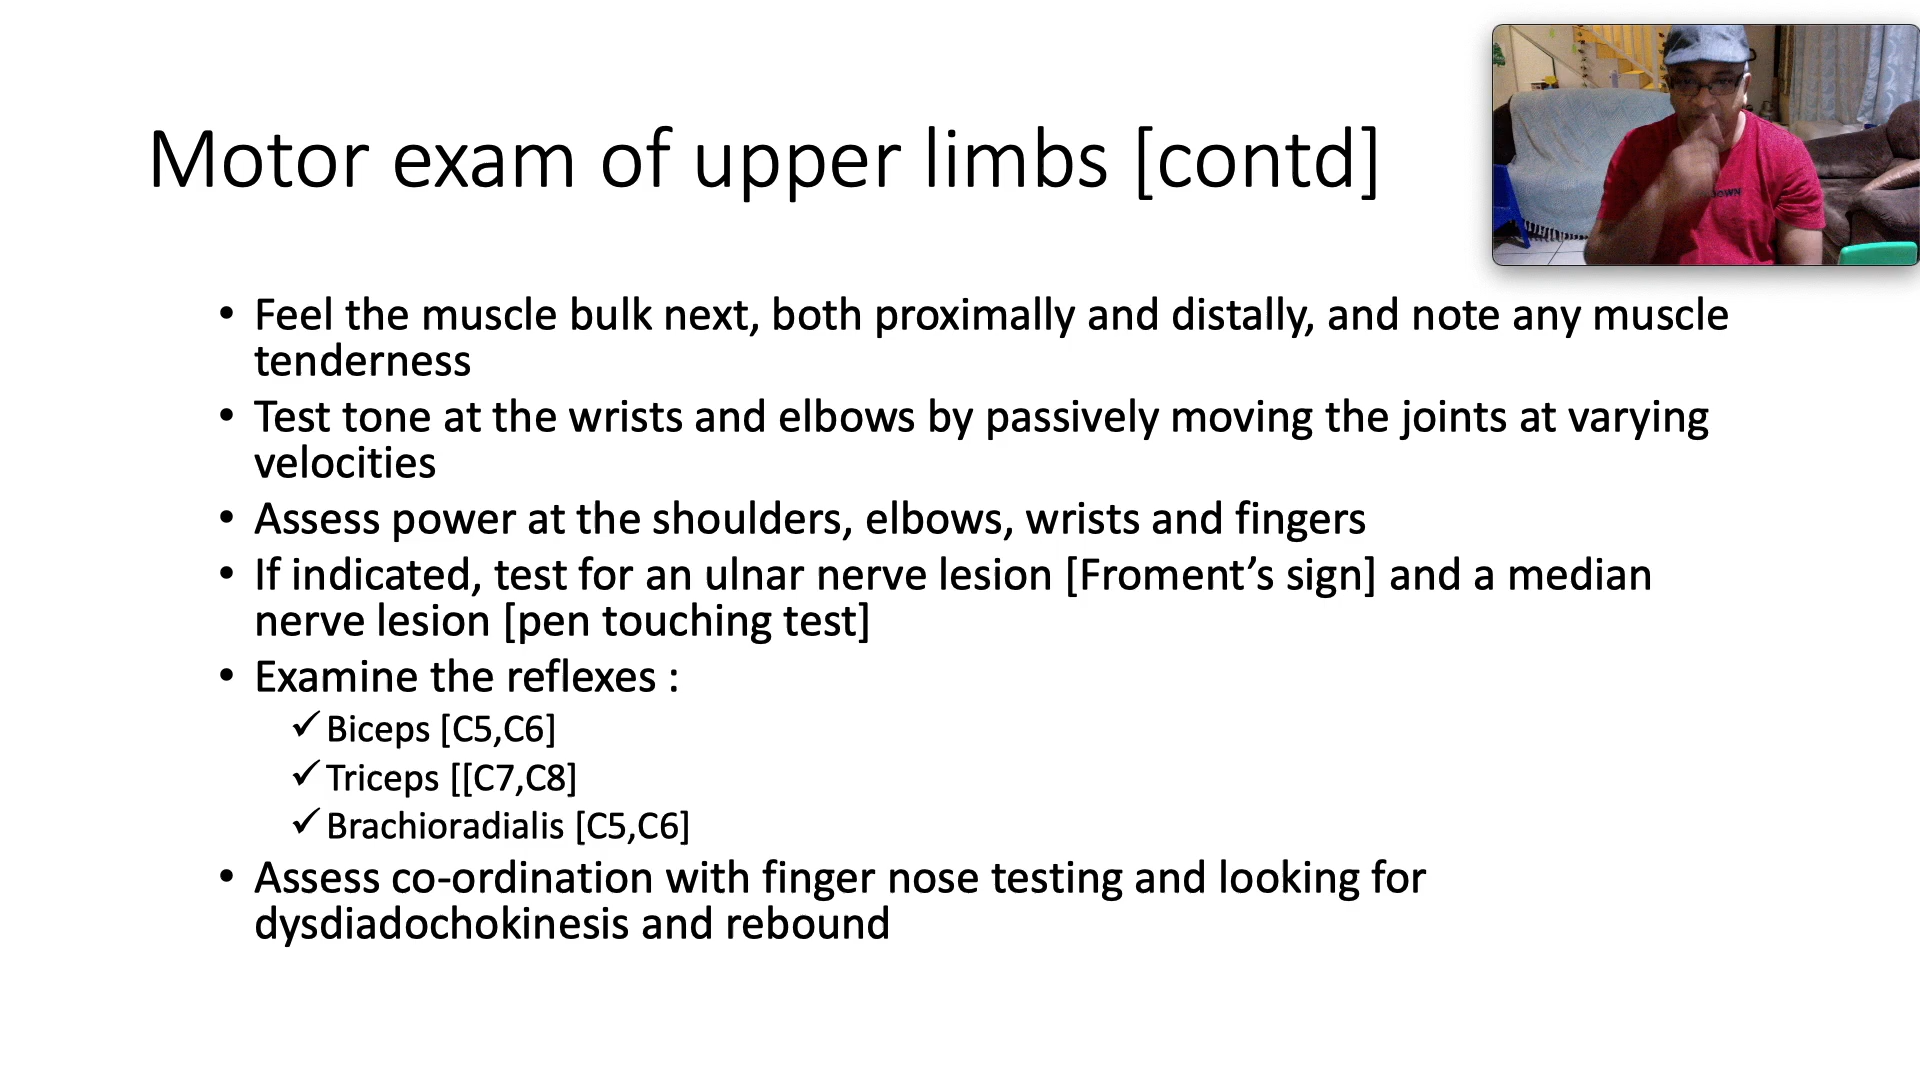 Motor exam of upper limbs [contd]
• Feel the muscle bulk next, both proximally and distally, and note any muscle
tenderness
• Test tone at the wrists and elbows by passively moving the joints at varying
velocities
• Assess power at the shoulders, elbows, wrists and fingers
• If indicated, test for an ulnar nerve lesion [Froment’s sign] and a median
nerve lesion [pen touching test]
• Examine the reflexes :
✓ Biceps [C5,C6]
✓ Triceps [[C7,C8]
✓ Brachioradialis [C5,C6]
• Assess co-ordination with finger nose testing and looking for
dysdiadochokinesis and rebound